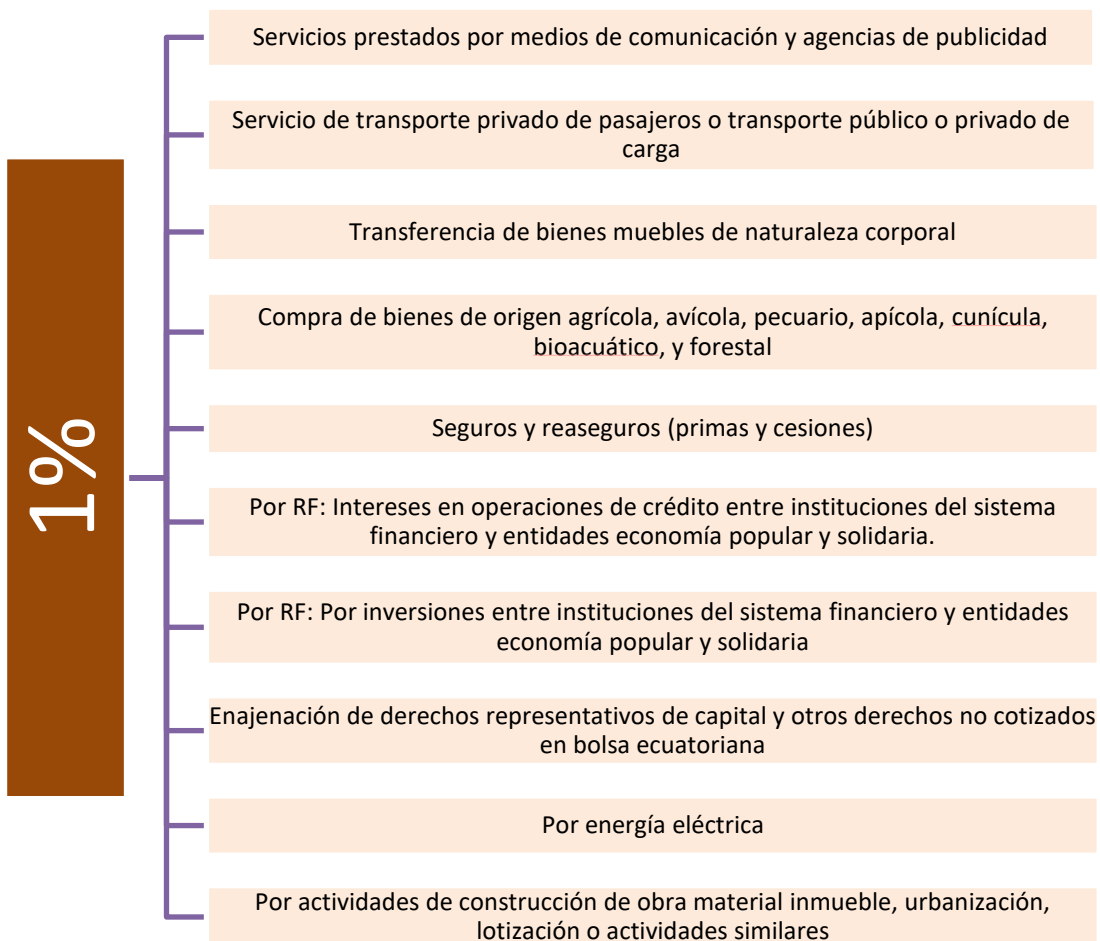 1%
Servicios prestados por medios de comunicación y agencias de publicidad
Servicio de transporte privado de pasajeros o transporte público o privado de
carga
Transferencia de bienes muebles de naturaleza corporal
Compra de bienes de origen agrícola, avícola, pecuario, apícola, cunícula,
bioacuático, y forestal
Seguros y reaseguros (primas y cesiones)
Por RF: Intereses en operaciones de crédito entre instituciones del sistema
financiero y entidades economía popular y solidaria.
Por RF: Por inversiones entre instituciones del sistema financiero y entidades
economía popular y solidaria
Enajenación de derechos representativos de capital y otros derechos no cotizados
en bolsa ecuatoriana
Por energía eléctrica
Por actividades de construcción de obra material inmueble, urbanización,
lotización o actividades similares